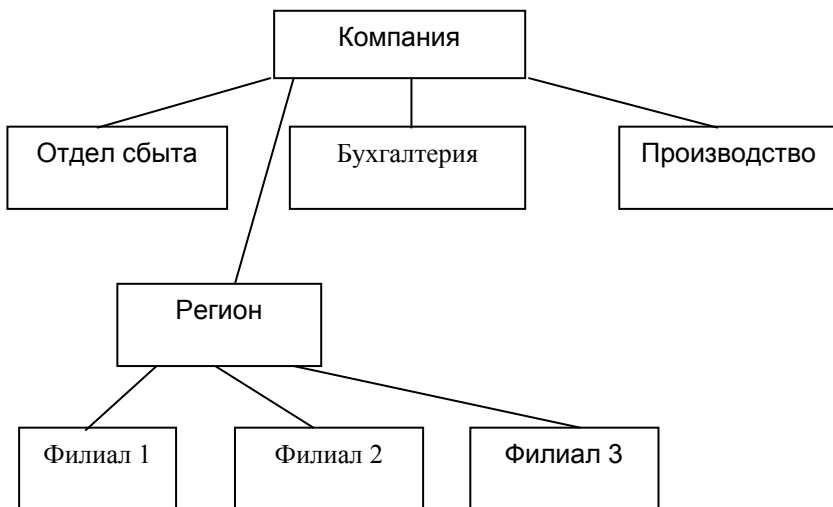 Компания
Отдел сбыта
Бухгалтерия
Производство
Регион
Филиал 1
Филиал 2
Филиал 3